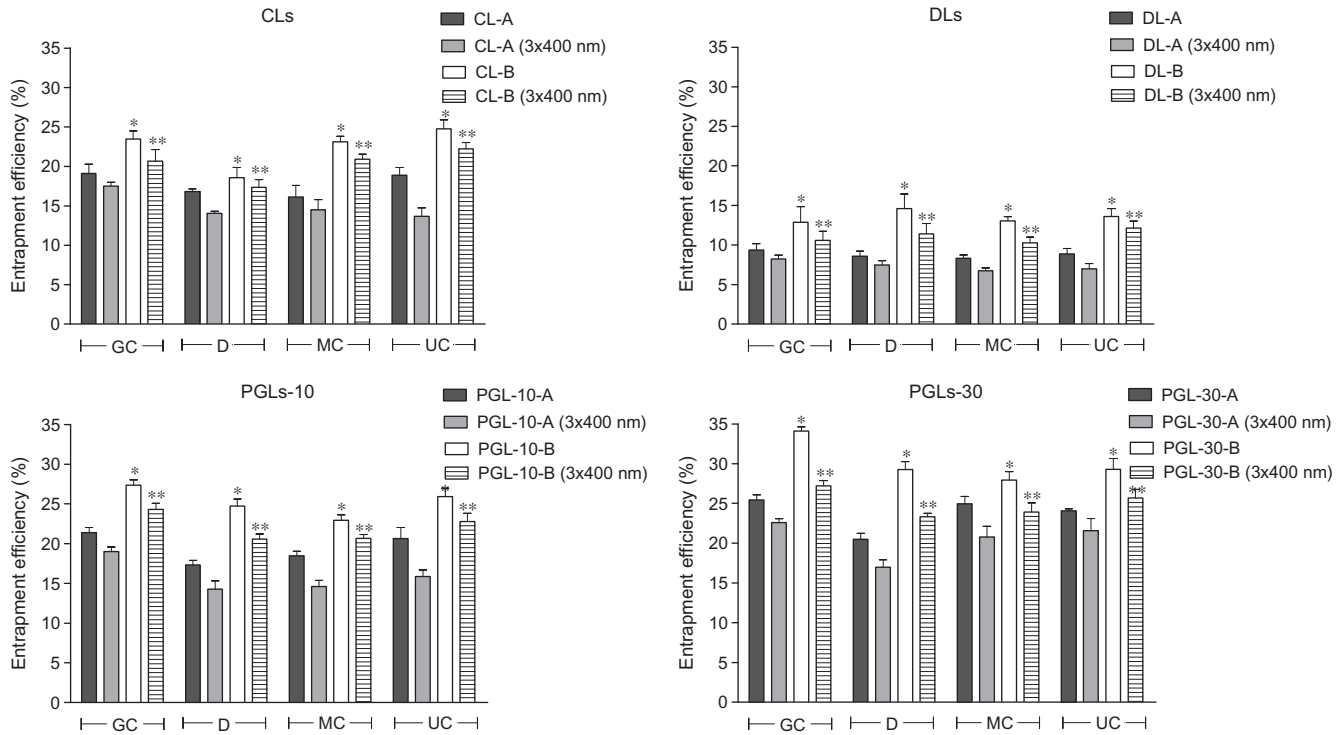 CLs
CL-A
CL-A (3x400 nm)
CL-B
CL-B (3x400 nm)
Entrapment efficiency (%)
35
30
25
20
15
10
5
0
* ** * ** * ** * **
GC D MC UC
DLs
DL-A
DL-A (3x400 nm)
DL-B
DL-B (3x400 nm)
Entrapment efficiency (%)
35
30
25
20
15
10
5
0
* ** * ** * ** * **
GC D MC UC
PGLs-10
PGL-10-A
PGL-10-A (3x400 nm)
PGL-10-B
PGL-10-B (3x400 nm)
Entrapment efficiency (%)
35
30
25
20
15
10
5
0
* ** * ** * ** * **
GC D MC UC
PGLs-30
PGL-30-A
PGL-30-A (3x400 nm)
PGL-30-B
PGL-30-B (3x400 nm)
Entrapment efficiency (%)
35
30
25
20
15
10
5
0
* ** * ** * ** * **
GC D MC UC